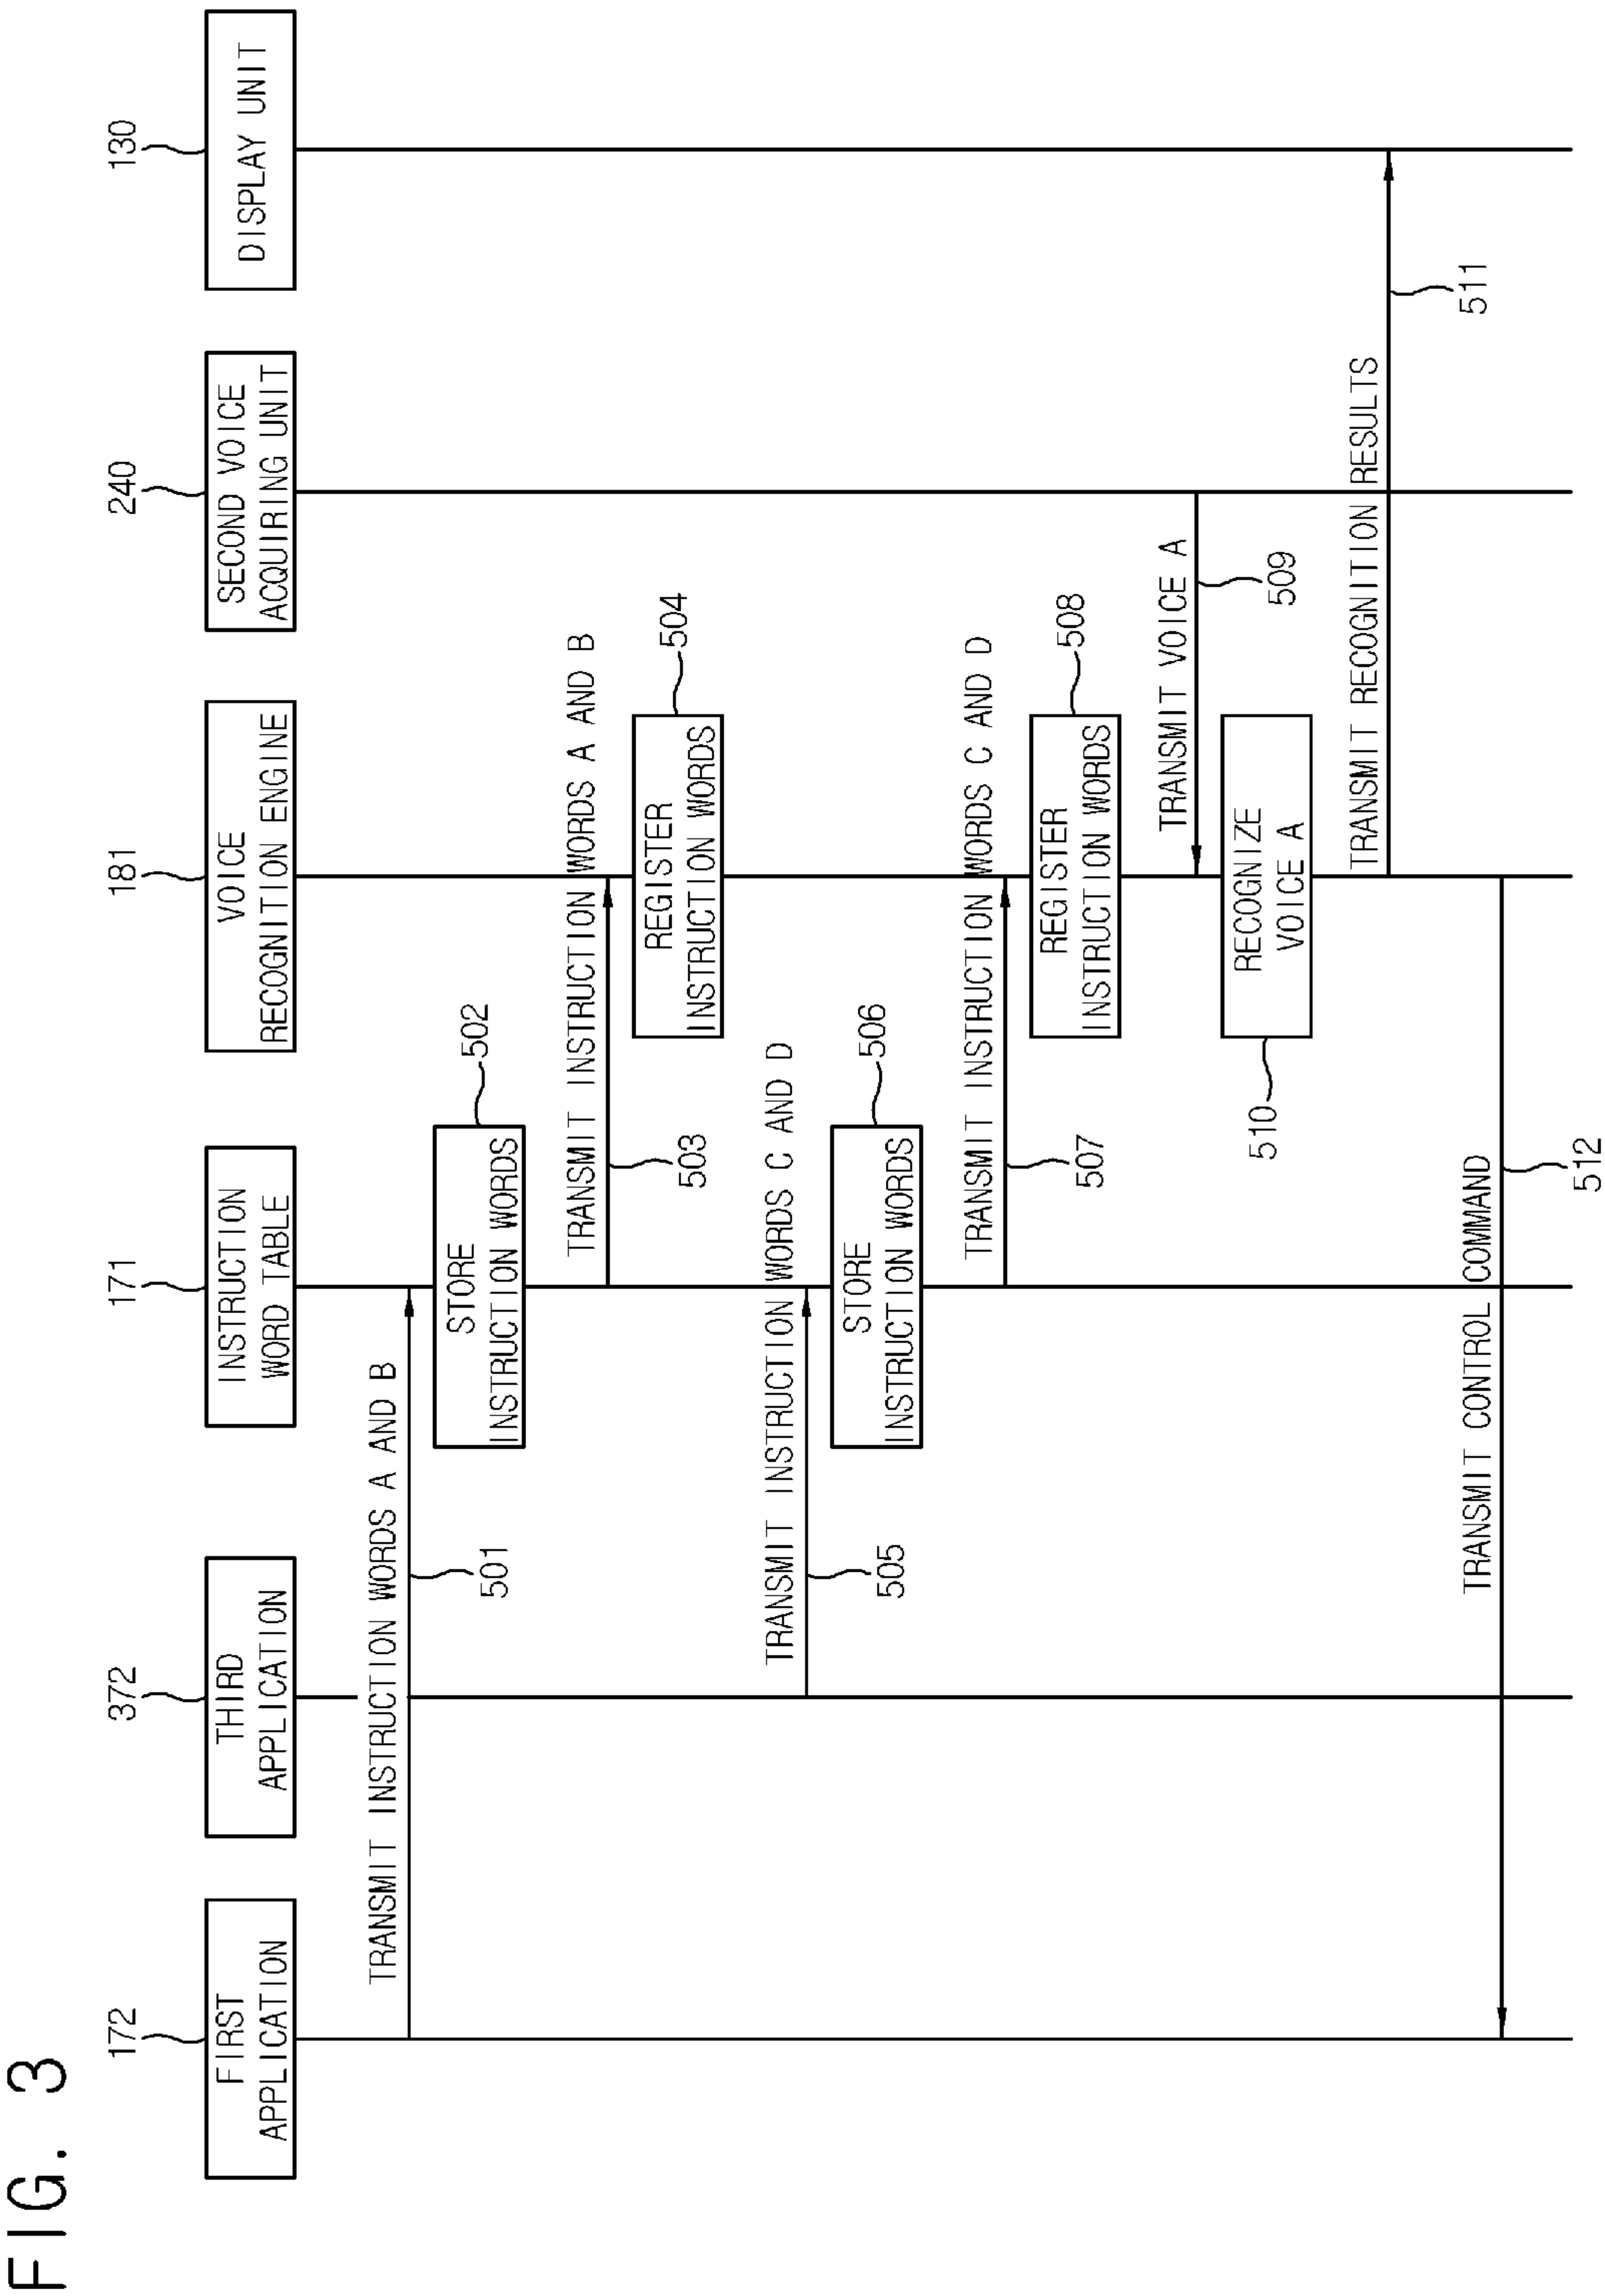 FIG. 3
172
372
171
181
240
130
FIRST
APPLICATION
THIRD
APPLICATION
INSTRUCTION
WORD TABLE
VOICE
RECOGNITION ENGINE
SECOND VOICE
ACQUIRING UNIT
DISPLAY UNIT
TRANSMIT INSTRUCTION WORDS A AND B
501
STORE
INSTRUCTION WORDS
502
TRANSMIT INSTRUCTION WORDS A AND B
503
REGISTER
INSTRUCTION WORDS
504
TRANSMIT INSTRUCTION WORDS C AND D
505
STORE
INSTRUCTION WORDS
506
TRANSMIT INSTRUCTION WORDS C AND D
507
REGISTER
INSTRUCTION WORDS
508
TRANSMIT VOICE A
509
RECOGNIZE
VOICE A
510
TRANSMIT RECOGNITION RESULTS
511
TRANSMIT CONTROL COMMAND
512